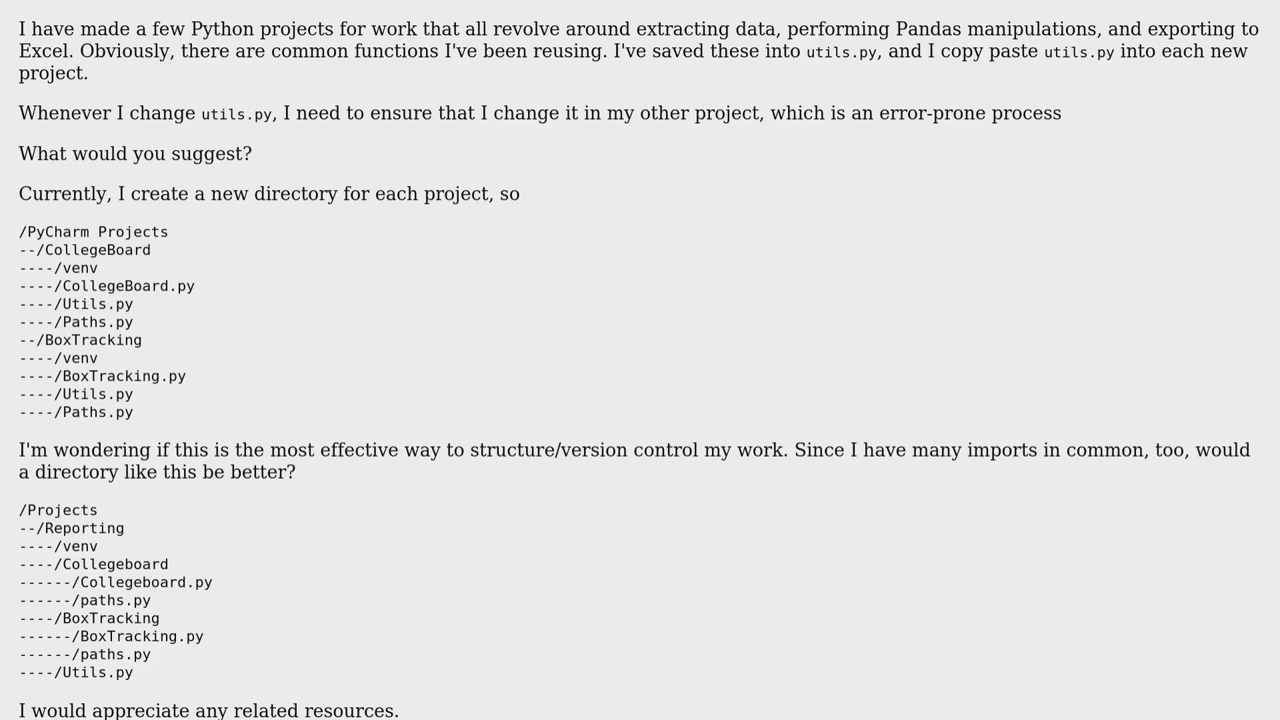 I have made a few Python projects for work that all revolve around extracting data, performing Pandas manipulations, and exporting to
Excel. Obviously, there are common functions I've been reusing. I've saved these into utils.py, and I copy paste utils.py into each new
project.
Whenever I change utils.py, I need to ensure that I change it in my other project, which is an error-prone process
What would you suggest?
Currently, I create a new directory for each project, so
/PyCharm Projects
--/CollegeBoard
----/venv
----/CollegeBoard.py
----/Utils.py
----/Paths.py
--/BoxTracking
----/venv
----/BoxTracking.py
----/Utils.py
----/Paths.py
I'm wondering if this is the most effective way to structure/version control my work. Since I have many imports in common, too, would
a directory like this be better?
/Projects
--/Reporting
----/venv
----/Collegeboard
------/Collegeboard.py
------/paths.py
----/BoxTracking
------/BoxTracking.py
------/paths.py
----/Utils.py
I would appreciate any related resources.